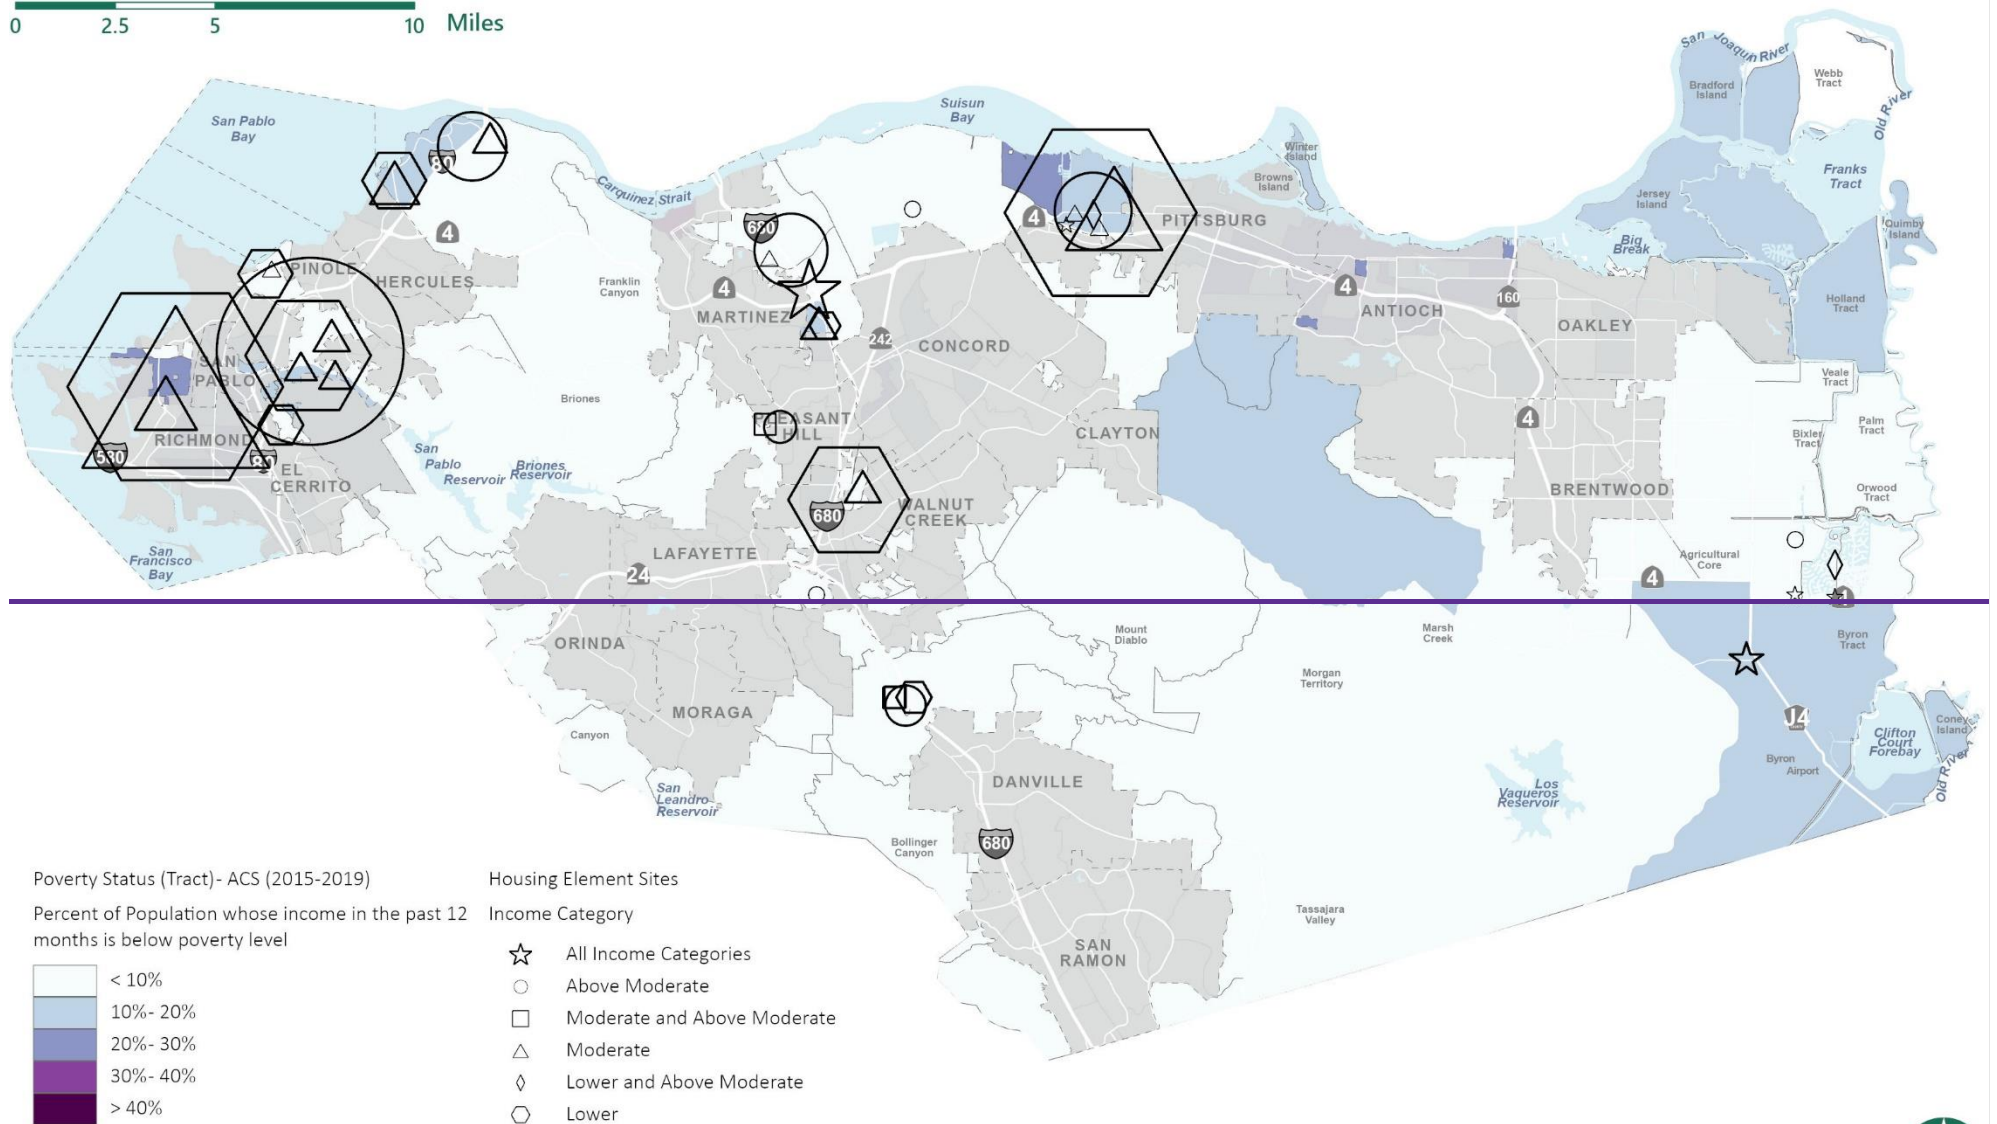 0 2.5 5 10 Miles
San Joaquin River
Webb
Tract
Bradford
Island
Old River
San Pablo
Bay
Suisun
Bay
80
Winter
Island
Franks
Tract
Browns
Island
Carquinez Strait
Jersey
Island
4
PITTSBURG
680
4
Quimby
Island
Big
Break
PINOLE
HERCULES
Franklin
Canyon
4
MARTINEZ
4
160
Holland
Tract
ANTIOCH
OAKLEY
242
CONCORD
SAN
PABLO
Veale
Tract
Briones
PLEASANT
HILL
CLAYTON
4
Palm
Tract
Bixler
Tract
RICHMOND
580
80
EL
CERRITO
San
Pablo
Reservoir
Briones
Reservoir
BRENTWOOD
Orwood
Tract
680
WALNUT
CREEK
San
Francisco
Bay
LAFAYETTE
24
Agricultural
Core
4
4
ORINDA
Mount
Diablo
Marsh
Creek
Byron
Tract
Morgan
Territory
MORAGA
Canyon
J4
Coney
Island
Clifton
Court
Forebay
Byron
Airport
Old River
San
Leandro
Reservoir
DANVILLE
Los
Vaqueros
Reservoir
Bollinger
Canyon
680
Tassajara
Valley
SAN
RAMON
Poverty Status (Tract)- ACS (2015-2019)
Percent of Population whose income in the past 12
months is below poverty level
< 10%
10%- 20%
20%- 30%
30%- 40%
> 40%
Housing Element Sites
Income Category
All Income Categories
Above Moderate
Moderate and Above Moderate
Moderate
Lower and Above Moderate
Lower